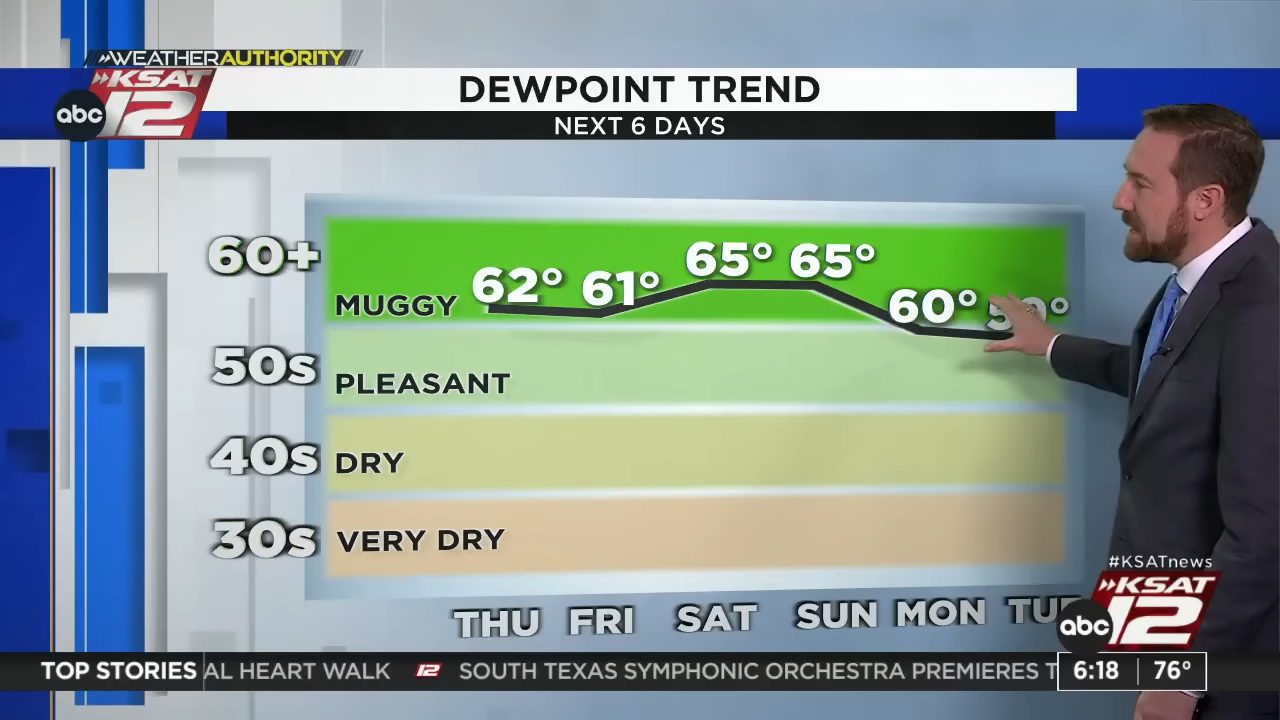 WEATHERAUTHORITY
KSAT
abc 12
DEWPOINT TREND
NEXT 6 DAYS
60+
MUGGY
62° 61° 65° 65° 60°
50s PLEASANT
40s DRY
30s VERY DRY
THU FRI SAT SUN MON
#KSATnews
KSAT
abc 12
TOP STORIES AL HEART WALK 12 SOUTH TEXAS SYMPHONIC ORCHESTRA PREMIERES T 6:18 76°